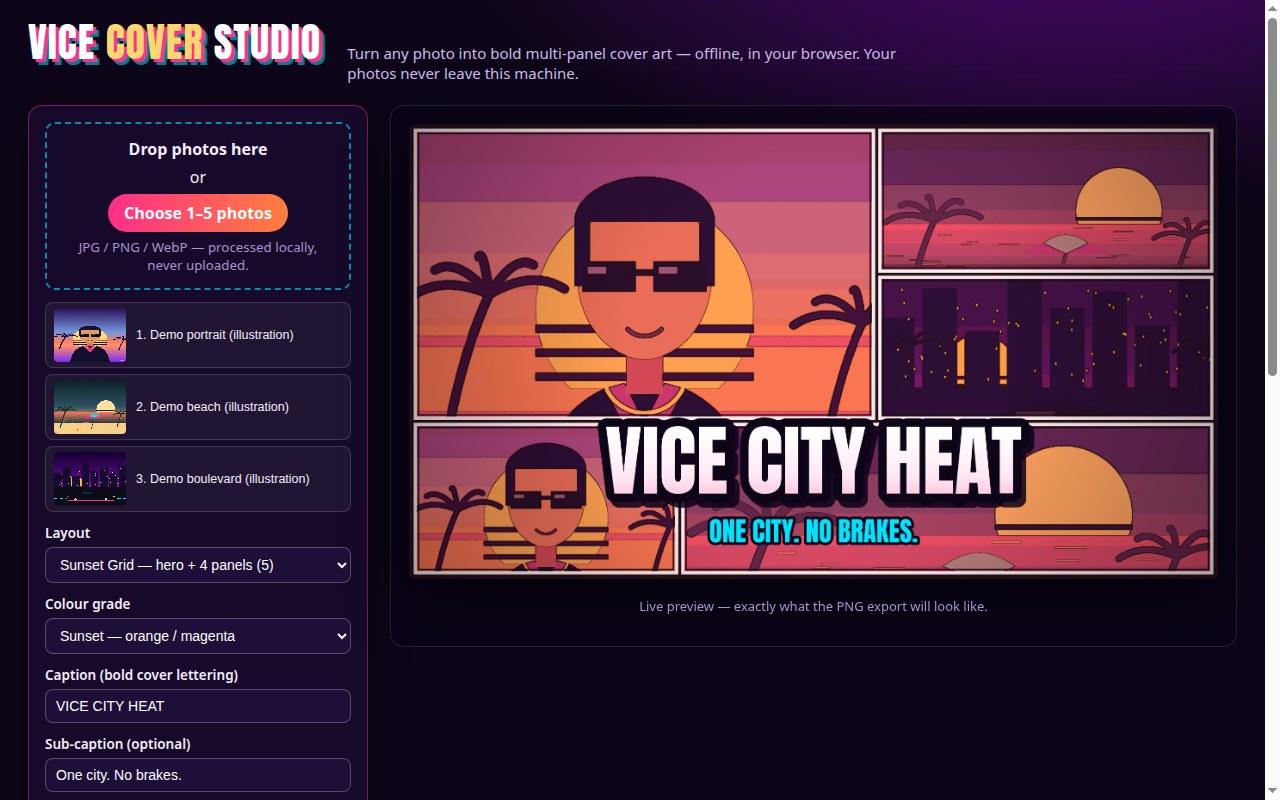 VICE COVER STUDIO
Turn any photo into bold multi-panel cover art — offline, in your browser. Your
photos never leave this machine.
Drop photos here
or
Choose 1–5 photos
JPG / PNG / WebP — processed locally,
never uploaded.
1. Demo portrait (illustration)
2. Demo beach (illustration)
3. Demo boulevard (illustration)
Layout
Sunset Grid — hero + 4 panels (5)
Colour grade
Sunset — orange / magenta
Caption (bold cover lettering)
VICE CITY HEAT
Sub-caption (optional)
One city. No brakes.
VICE CITY HEAT
ONE CITY. NO BRAKES.
Live preview — exactly what the PNG export will look like.